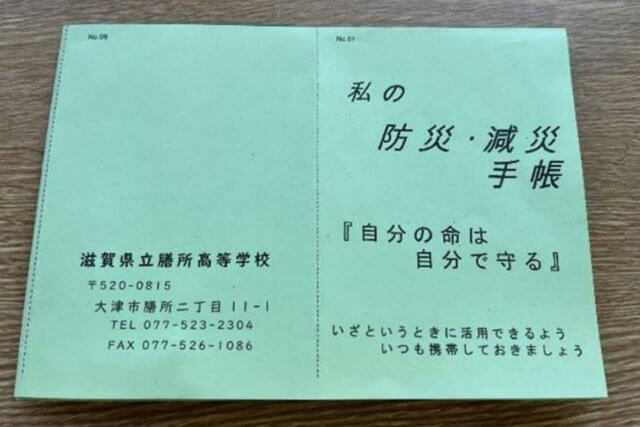 No.08
滋賀県立膳所高等学校
〒520-0815
大津市膳所二丁目11-1
TEL 077-523-2304
FAX 077-526-1086
No.01
私の
防災・減災
手帳
『自分の命は
自分で守る』
いざというときに活用できるよう
いつも携帯しておきましょう